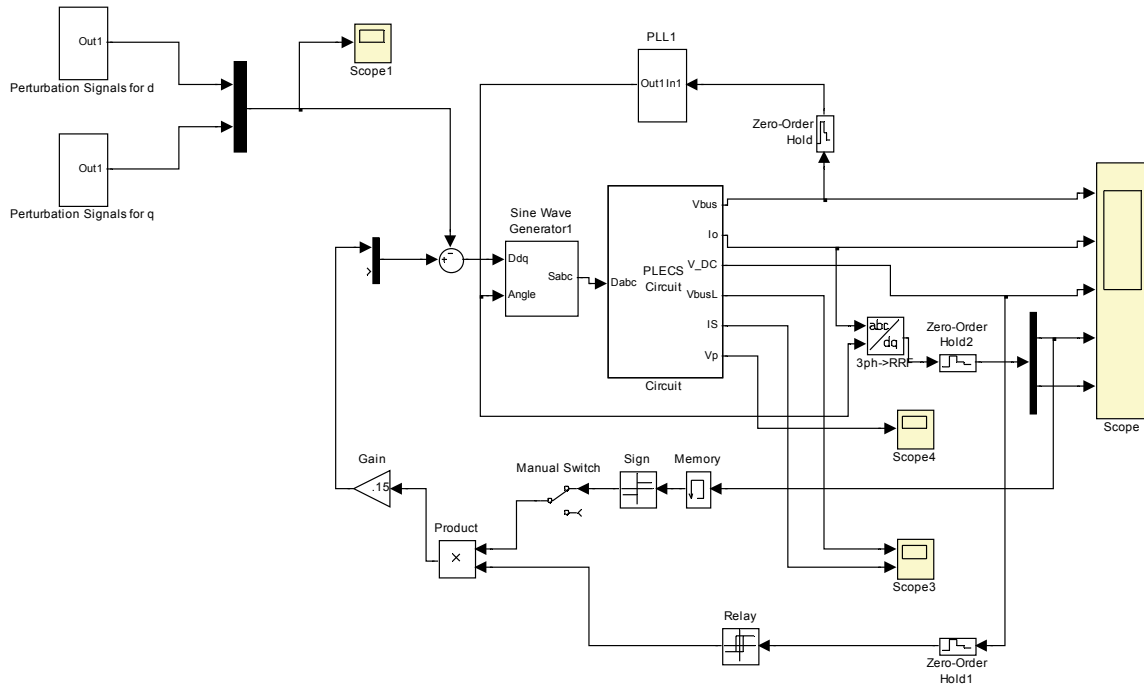 Out1
Perturbation Signals for d
Out1
Perturbation Signals for q
Scope1
PLL1
Out1In1
Zero-Order
Hold
Sine Wave
Generator1
Ddq
Angle
Sabc
Dabc
PLECS
Circuit
Vbus
Io
V_DC
VbusL
IS
Vp
Circuit
abc
dq
3ph->RRF
Zero-Order
Hold2
Scope
Scope4
Gain
.15
Manual Switch
Sign
Memory
Product
×
Scope3
Relay
Zero-Order
Hold1